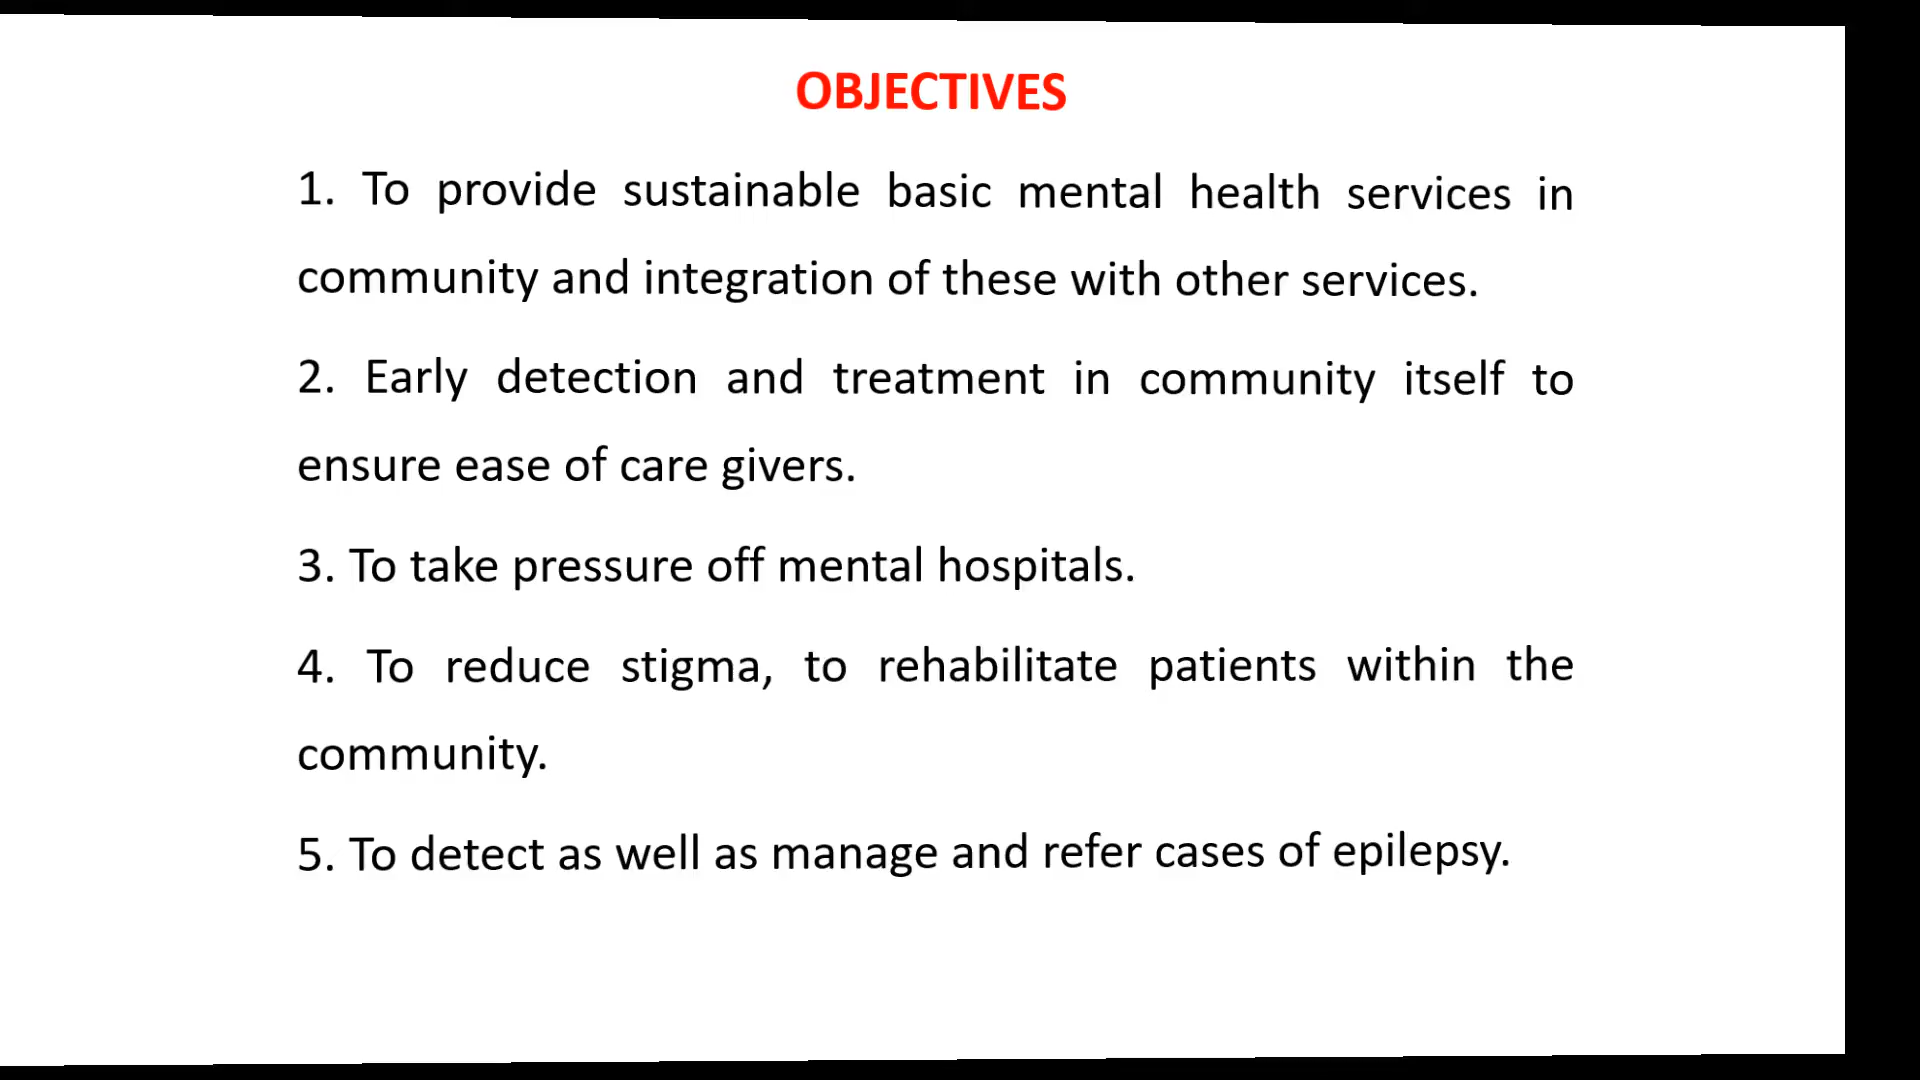 OBJECTIVES
1. To provide sustainable basic mental health services in
community and integration of these with other services.
2. Early detection and treatment in community itself to
ensure ease of care givers.
3. To take pressure off mental hospitals.
4. To reduce stigma, to rehabilitate patients within the
community.
5. To detect as well as manage and refer cases of epilepsy.